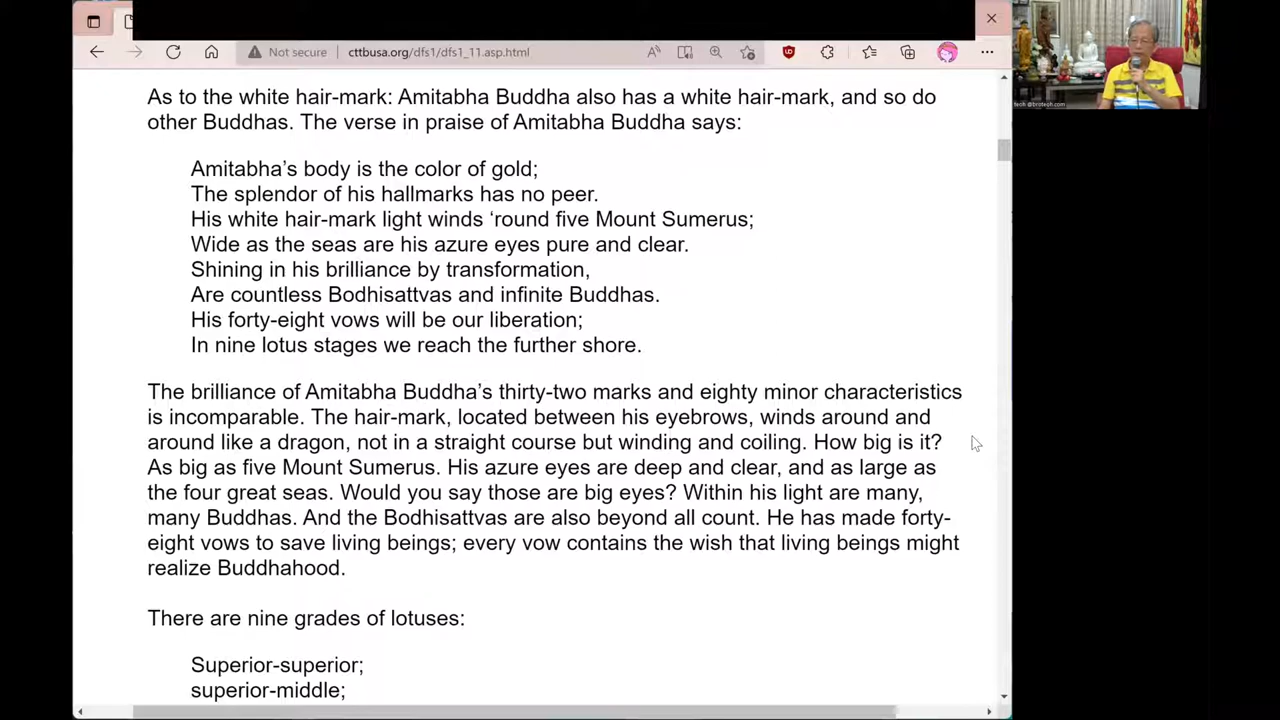 Not secure
cttbusa.org/dfs1/dfs1_11.asp.html
teoh @broteoh.com
As to the white hair-mark: Amitabha Buddha also has a white hair-mark, and so do
other Buddhas. The verse in praise of Amitabha Buddha says:
Amitabha’s body is the color of gold;
The splendor of his hallmarks has no peer.
His white hair-mark light winds ‘round five Mount Sumerus;
Wide as the seas are his azure eyes pure and clear.
Shining in his brilliance by transformation,
Are countless Bodhisattvas and infinite Buddhas.
His forty-eight vows will be our liberation;
In nine lotus stages we reach the further shore.
The brilliance of Amitabha Buddha’s thirty-two marks and eighty minor characteristics
is incomparable. The hair-mark, located between his eyebrows, winds around and
around like a dragon, not in a straight course but winding and coiling. How big is it?
As big as five Mount Sumerus. His azure eyes are deep and clear, and as large as
the four great seas. Would you say those are big eyes? Within his light are many,
many Buddhas. And the Bodhisattvas are also beyond all count. He has made forty-
eight vows to save living beings; every vow contains the wish that living beings might
realize Buddhahood.
There are nine grades of lotuses:
Superior-superior;
superior-middle;